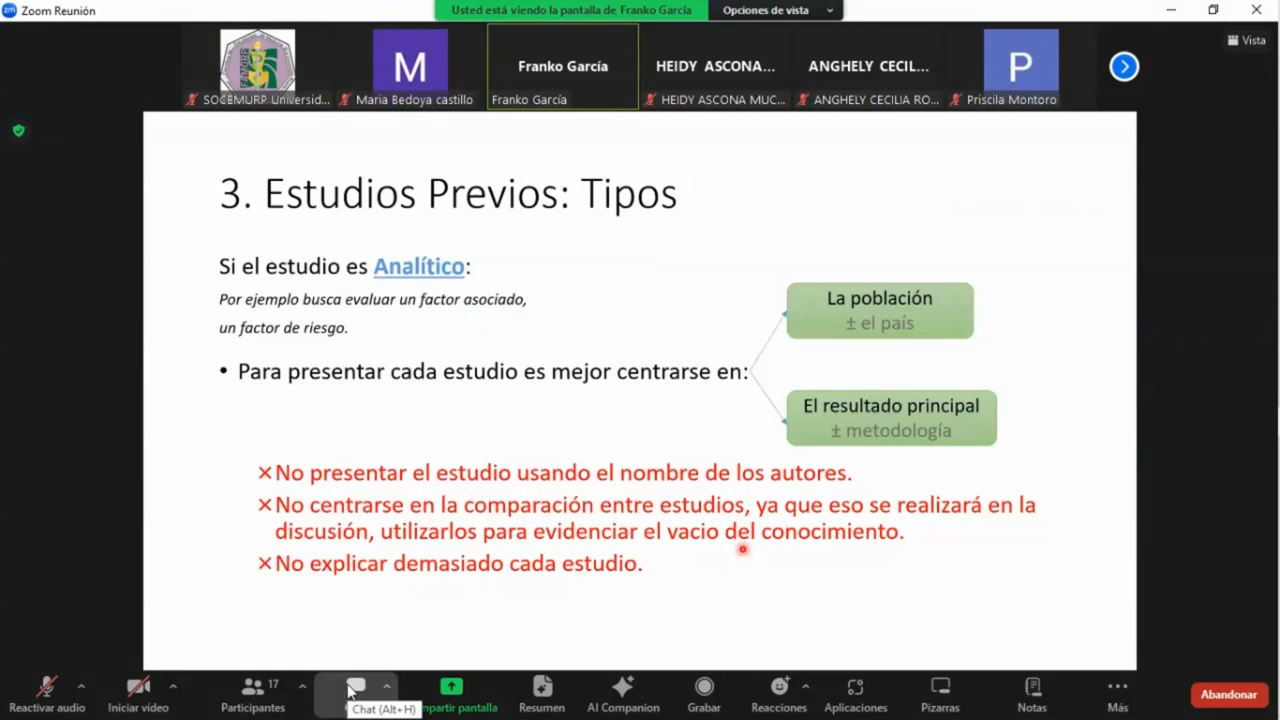 zm Zoom Reunión
Usted está viendo la pantalla de Franko García
Opciones de vista
Vista
M
Franko García
HEIDY ASCONA...
ANGHELY CECIL...
P
SOCEMURP Universid...
Maria Bedoya castillo
Franko García
HEIDY ASCONA MUC...
ANGHELY CECILIA RO...
Priscila Montoro
3. Estudios Previos: Tipos
Si el estudio es Analítico:
Por ejemplo busca evaluar un factor asociado,
un factor de riesgo.
• Para presentar cada estudio es mejor centrarse en:
La población
± el país
El resultado principal
± metodología
×No presentar el estudio usando el nombre de los autores.
×No centrarse en la comparación entre estudios, ya que eso se realizará en la
discusión, utilizarlos para evidenciar el vacio del conocimiento.
×No explicar demasiado cada estudio.
17
Reactivar audio
Iniciar vídeo
Participantes
Chat (Alt+H)
mpartir pantalla
Resumen
AI Companion
Grabar
Reacciones
Aplicaciones
Pizarras
Notas
Más
Abandonar